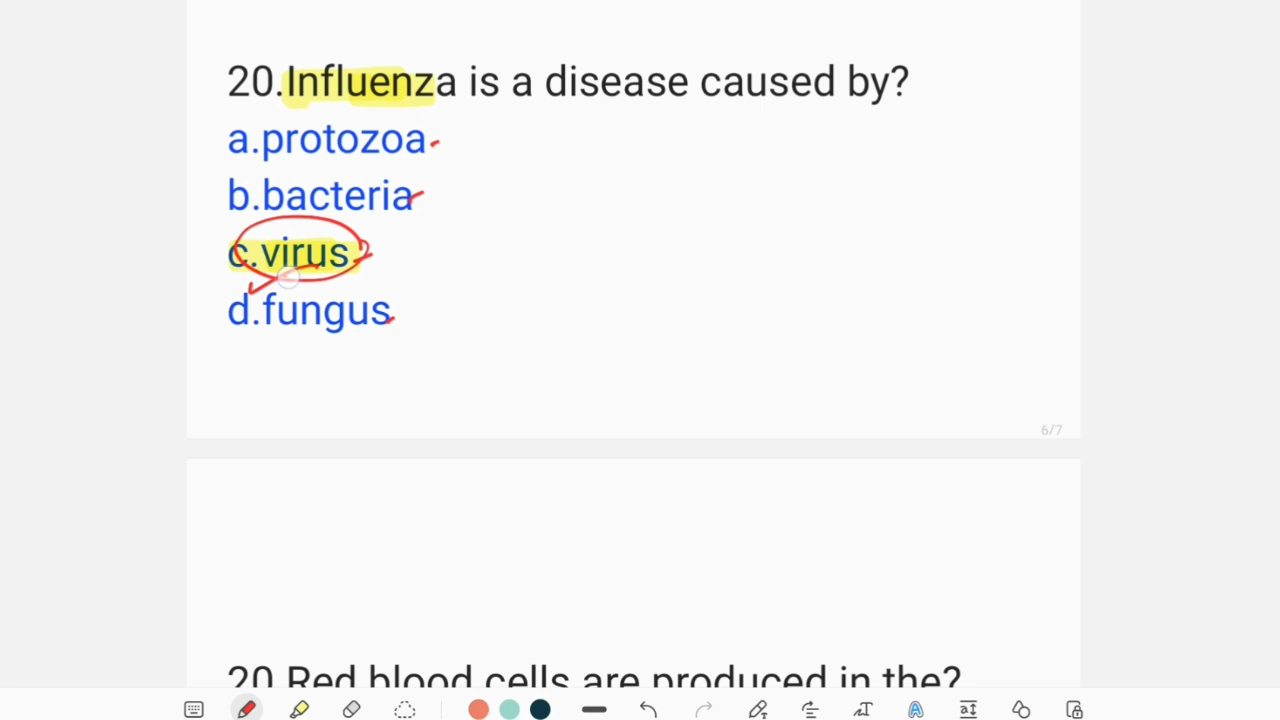 20.Influenza is a disease caused by?
a.protozoa
b.bacteria
c.virus
d.fungus
6/7
20.Red blood cells are produced in the?